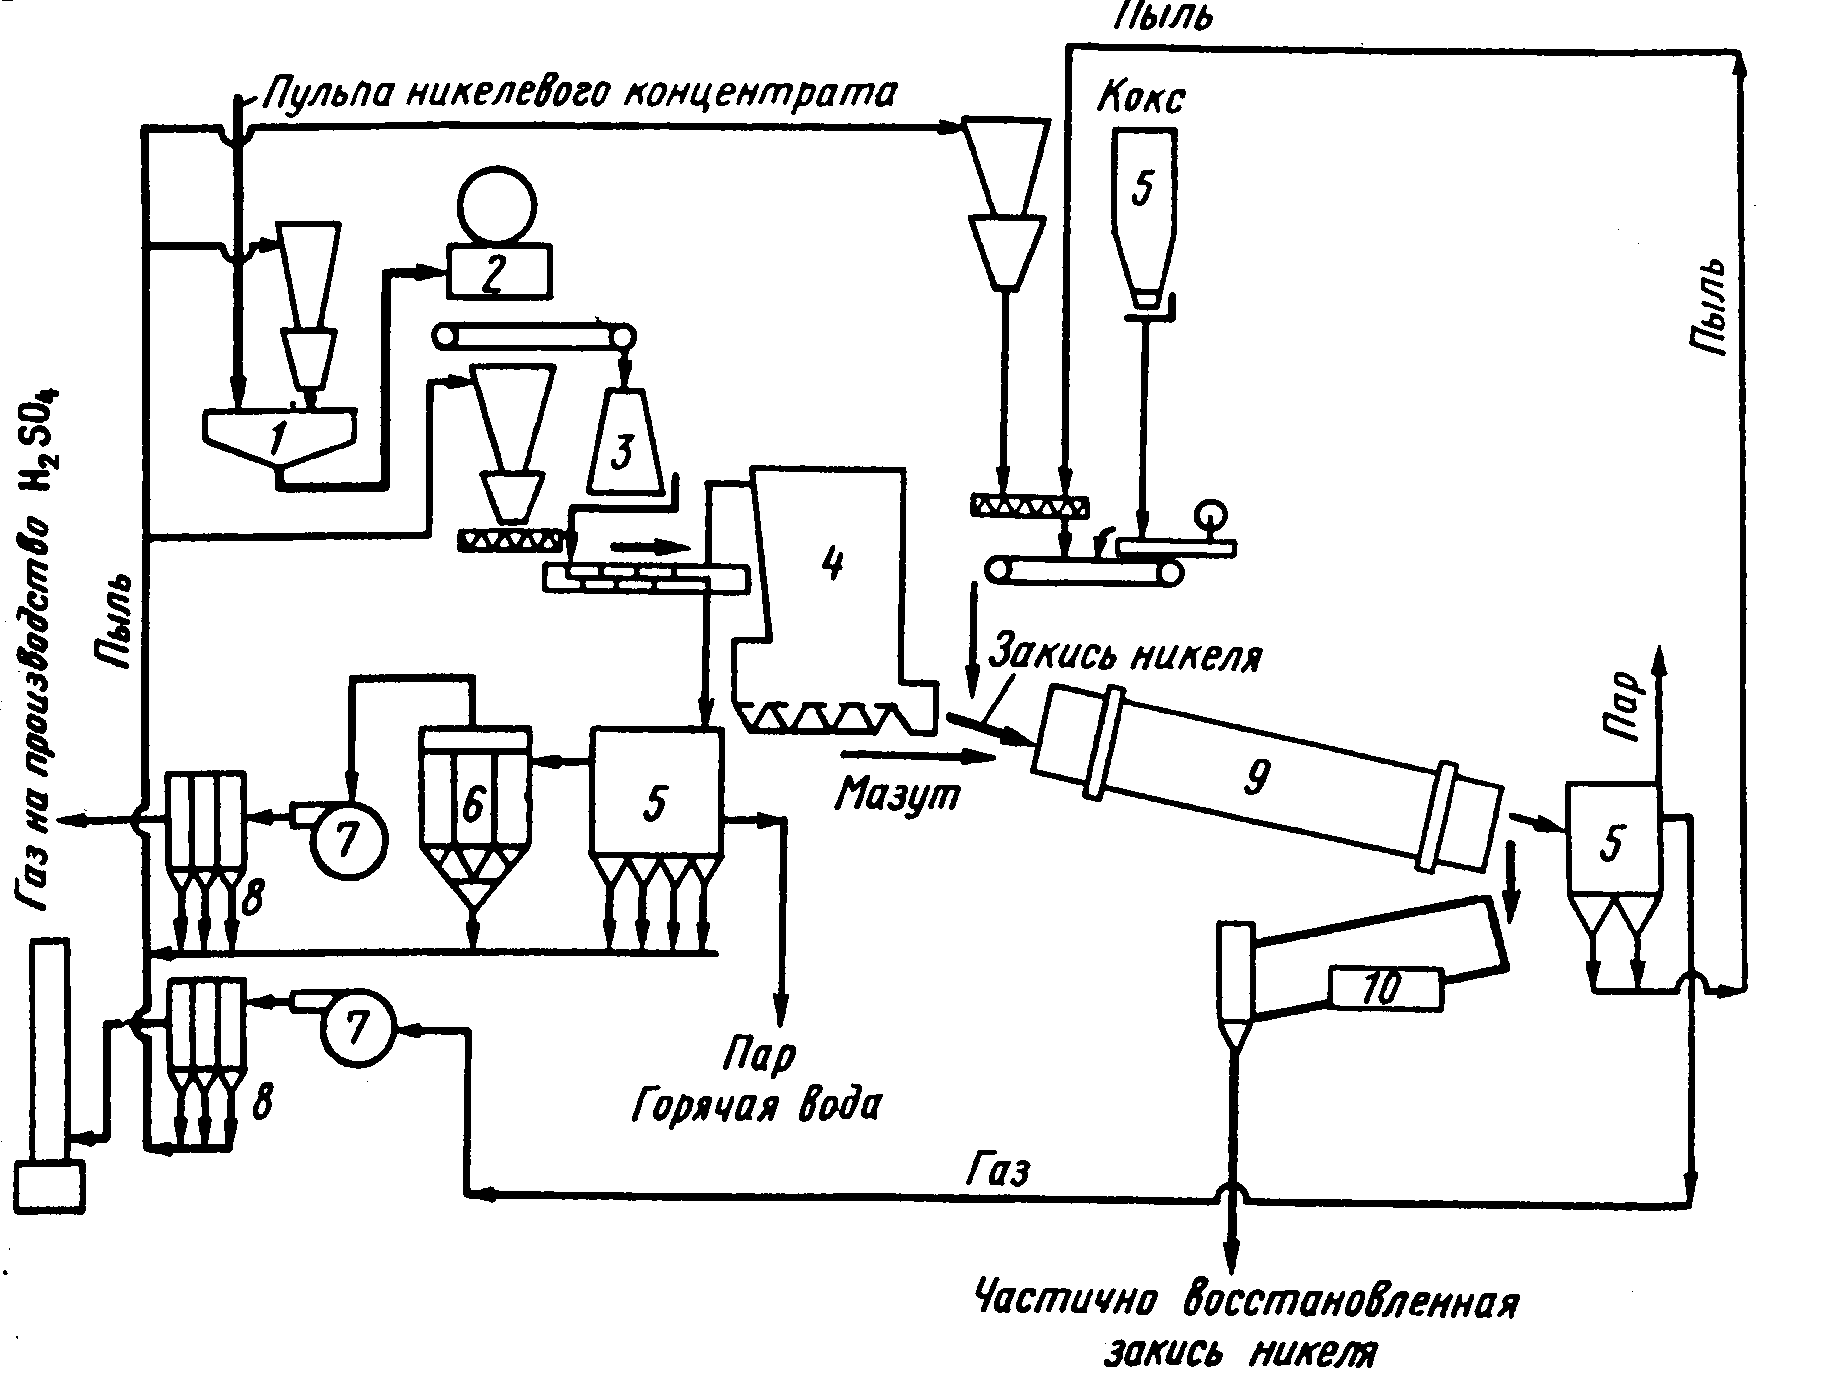 Пыль
Пульпа никелевого концентрата
Кокс
5
2
Пыль
1
3
Газ на производство H₂SO₄
4
Пыль
Закись никеля
Пар
Мазут
9
6
5
7
5
8
10
7
Пар
Горячая вода
8
Газ
Частично восстановленная
закись никеля